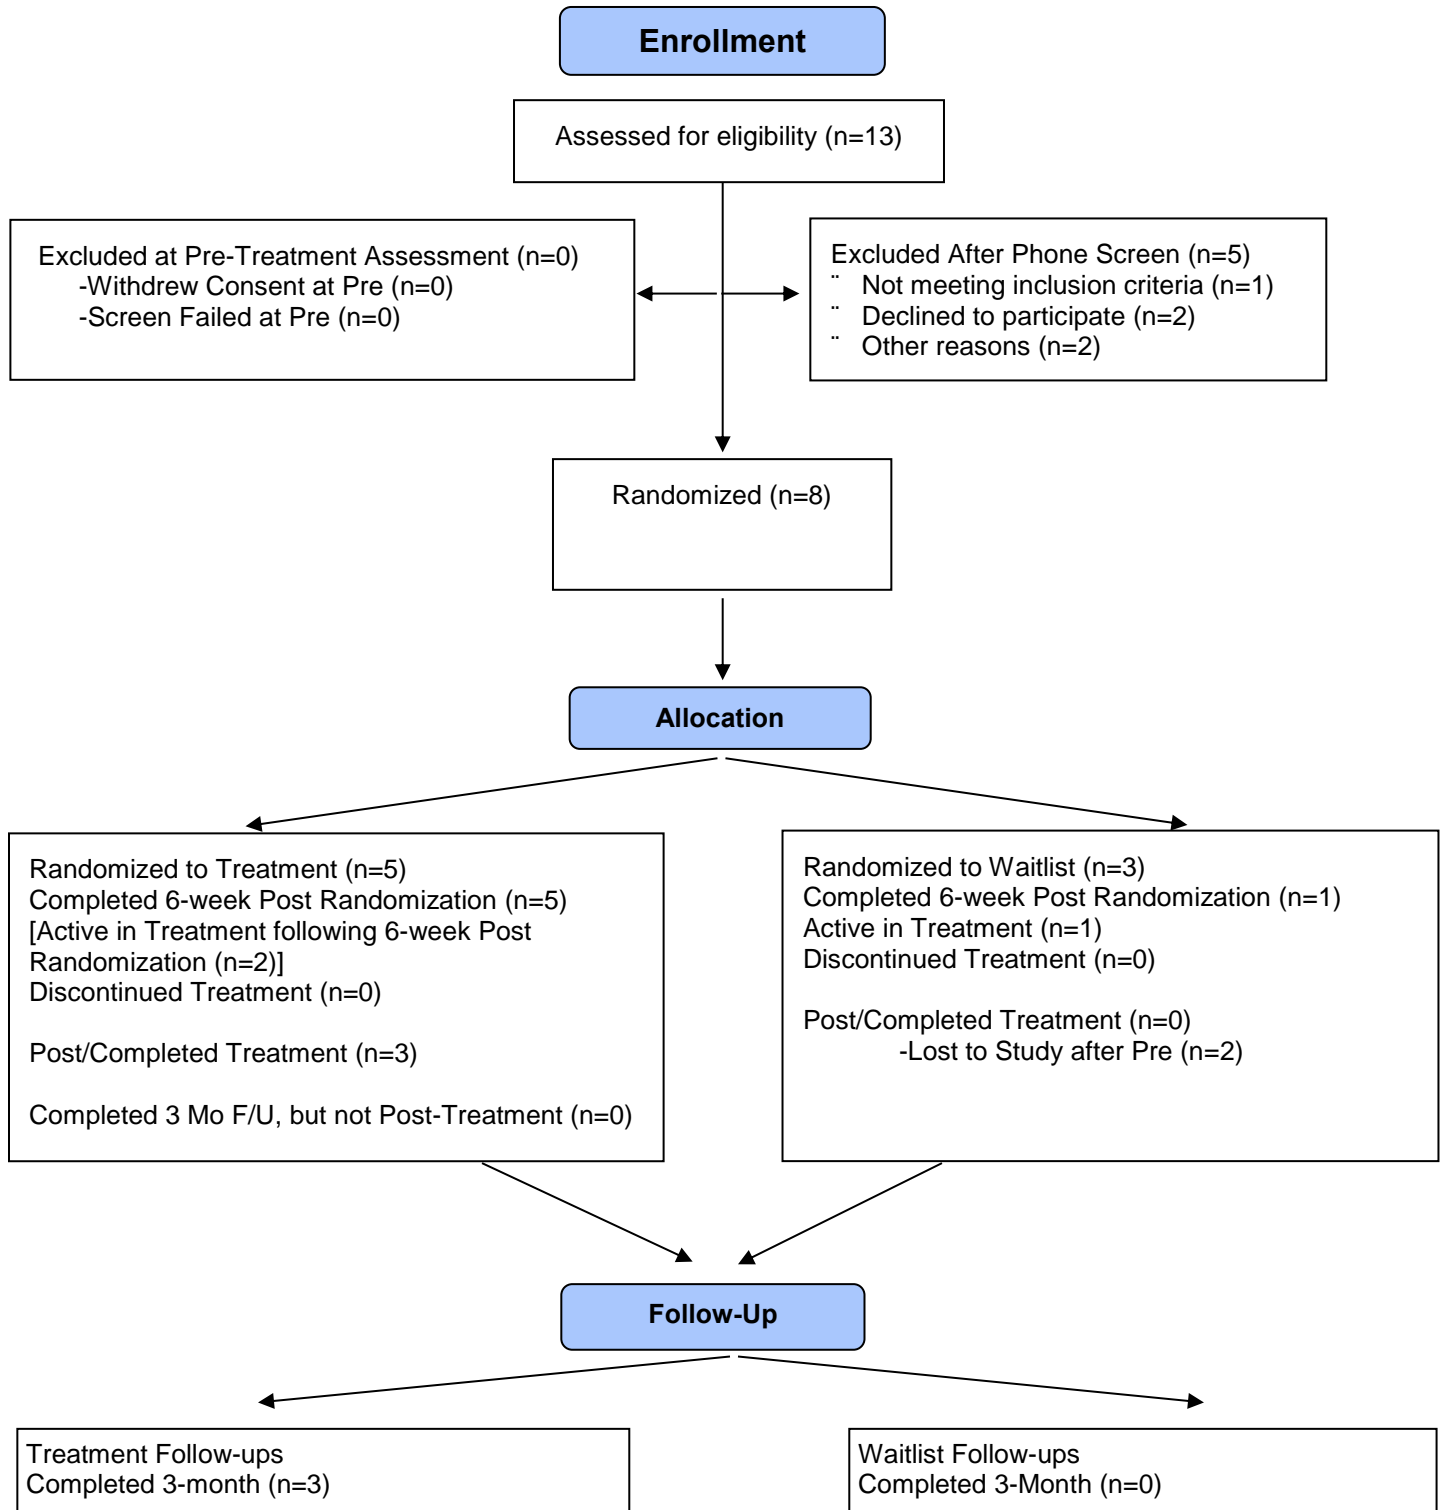 Enrollment
Assessed for eligibility (n=13)
Excluded at Pre-Treatment Assessment (n=0)
-Withdrew Consent at Pre (n=0)
-Screen Failed at Pre (n=0)
Excluded After Phone Screen (n=5)
¨ Not meeting inclusion criteria (n=1)
¨ Declined to participate (n=2)
¨ Other reasons (n=2)
Randomized (n=8)
Allocation
Randomized to Treatment (n=5)
Completed 6-week Post Randomization (n=5)
[Active in Treatment following 6-week Post
Randomization (n=2)]
Discontinued Treatment (n=0)
Post/Completed Treatment (n=3)
Completed 3 Mo F/U, but not Post-Treatment (n=0)
Randomized to Waitlist (n=3)
Completed 6-week Post Randomization (n=1)
Active in Treatment (n=1)
Discontinued Treatment (n=0)
Post/Completed Treatment (n=0)
-Lost to Study after Pre (n=2)
Follow-Up
Treatment Follow-ups
Completed 3-month (n=3)
Waitlist Follow-ups
Completed 3-Month (n=0)